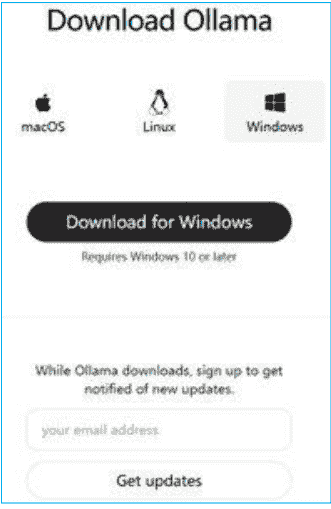 Download Ollama
macOS Linux Windows
Download for Windows
Requires Windows 10 or later
While Ollama downloads, sign up to get
notified of new updates.
your email address
Get updates